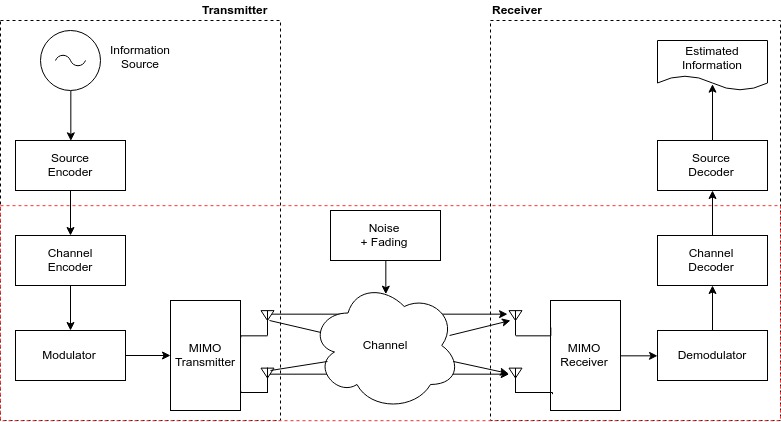 Transmitter
Receiver
Information
Source
Estimated
Information
Source
Encoder
Source
Decoder
Noise
+ Fading
Channel
Encoder
Channel
Decoder
Modulator
MIMO
Transmitter
Channel
MIMO
Receiver
Demodulator